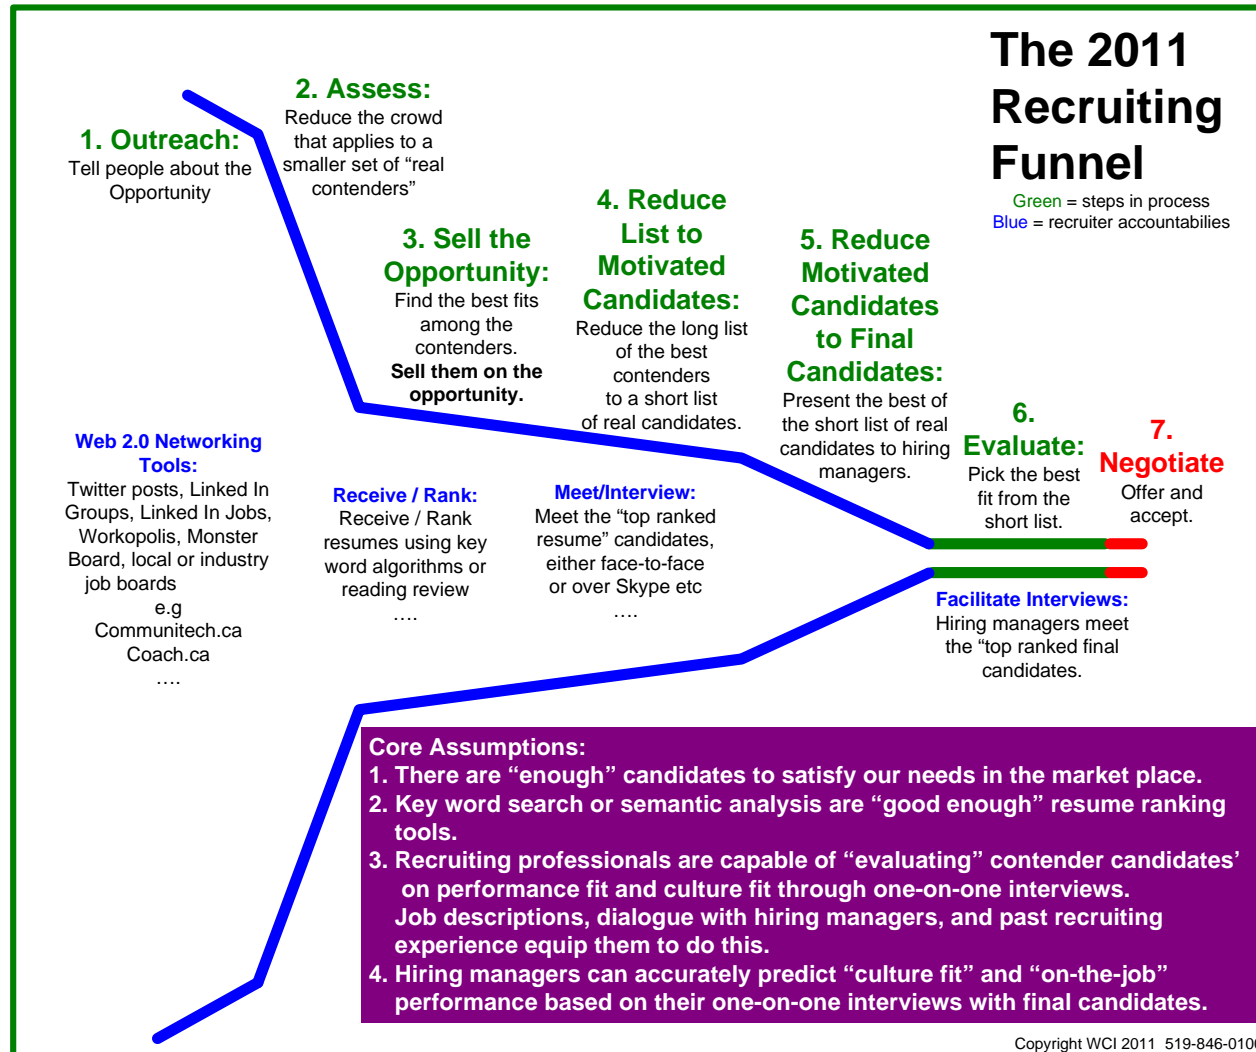 The 2011
Recruiting
Funnel
Green = steps in process
Blue = recruiter accountabilies
1. Outreach:
Tell people about the
Opportunity
2. Assess:
Reduce the crowd
that applies to a
smaller set of “real
contenders”
3. Sell the
Opportunity:
Find the best fits
among the
contenders.
Sell them on the
opportunity.
4. Reduce
List to
Motivated
Candidates:
Reduce the long list
of the best
contenders
to a short list
of real candidates.
5. Reduce
Motivated
Candidates
to Final
Candidates:
Present the best of
the short list of real
candidates to hiring
managers.
6.
Evaluate:
Pick the best
fit from the
short list.
7.
Negotiate
Offer and
accept.
Web 2.0 Networking
Tools:
Twitter posts, Linked In
Groups, Linked In Jobs,
Workopolis, Monster
Board, local or industry
job boards
e.g
Communitech.ca
Coach.ca
….
Receive / Rank:
Receive / Rank
resumes using key
word algorithms or
reading review
….
Meet/Interview:
Meet the “top ranked
resume” candidates,
either face-to-face
or over Skype etc
….
Facilitate Interviews:
Hiring managers meet
the “top ranked final
candidates.
Core Assumptions:
1. There are “enough” candidates to satisfy our needs in the market place.
2. Key word search or semantic analysis are “good enough” resume ranking
tools.
3. Recruiting professionals are capable of “evaluating” contender candidates’
on performance fit and culture fit through one-on-one interviews.
Job descriptions, dialogue with hiring managers, and past recruiting
experience equip them to do this.
4. Hiring managers can accurately predict “culture fit” and “on-the-job”
performance based on their one-on-one interviews with final candidates.
Copyright WCI 2011 519-846-0100